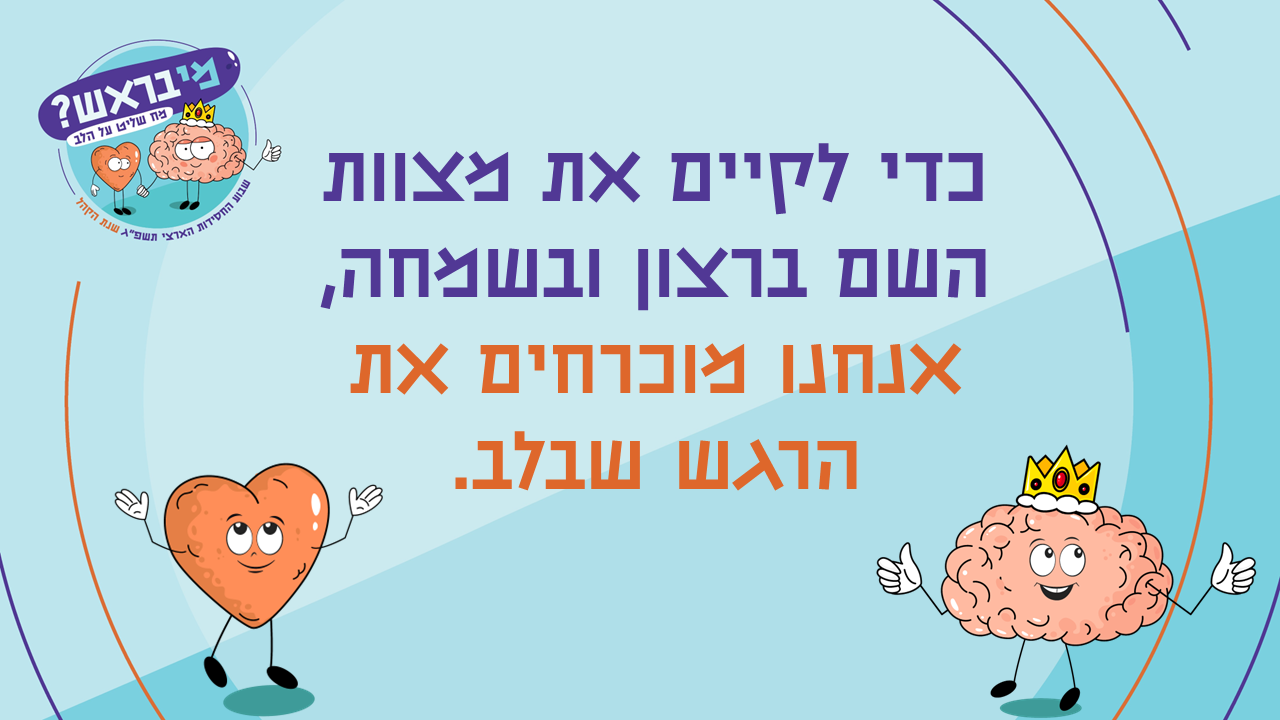 מי בראש?
מח שליט על הלב
שבוע החסידות הארצי תשפ"ג שנת הקהל
כדי לקיים את מצוות
השם ברצון ובשמחה,
אנחנו מוכרחים את
הרגש שבלב.